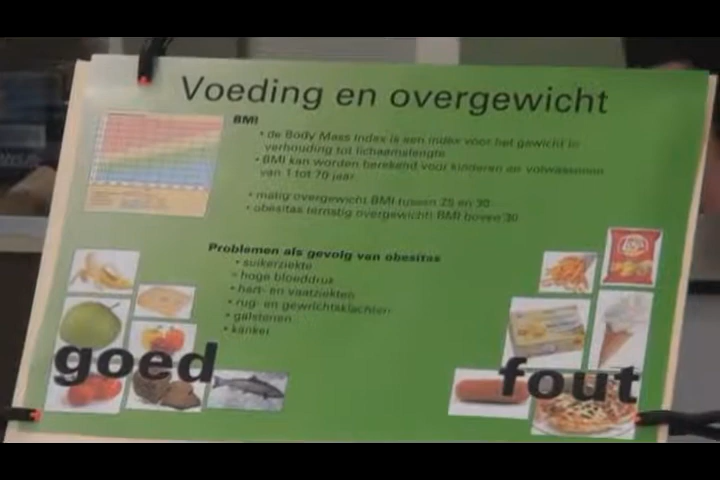 Voeding en overgewicht
BMI
• de Body Mass Index is een index voor het gewicht in
verhouding tot lichaamslengte
• BMI kan worden berekend voor kinderen en volwassenen
van 1 tot 70 jaar
• matig overgewicht BMI tussen 25 en 30
• obesitas (ernstig overgewicht) BMI boven 30
Problemen als gevolg van obesitas
• suikerziekte
• hoge bloeddruk
• hart- en vaatziekten
• rug- en gewrichtsklachten
• galstenen
• kanker
goed
fout